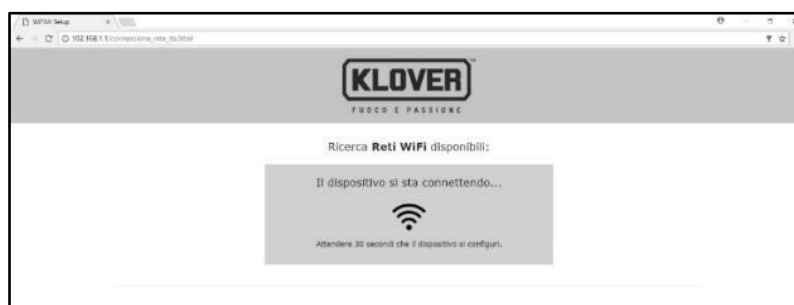 WiFiMi Setup
192.168.1.1/connessione_rete_ita.html
KLOVER
FUOCO E PASSIONE
Ricerca Reti WiFi disponibili:
Il dispositivo si sta connettendo...
Attendere 30 secondi che il dispositivo si configuri.